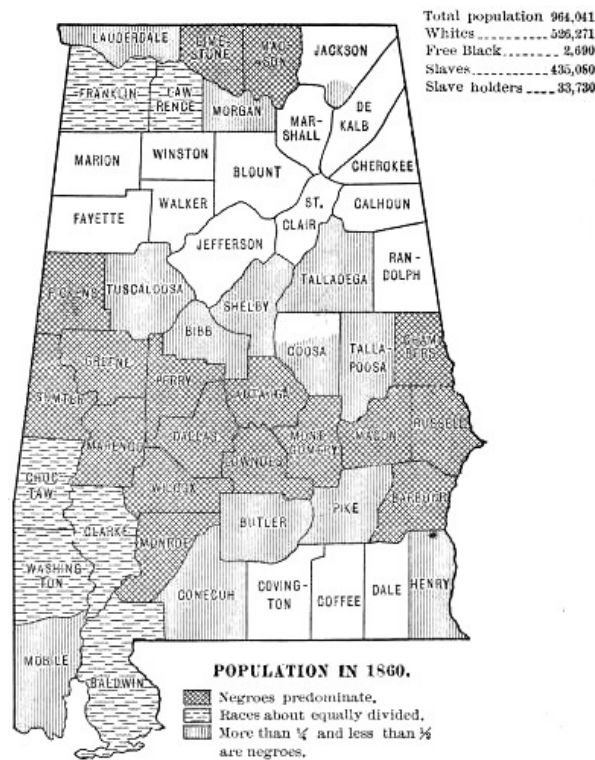 Total population 964,041
Whites 526,271
Free Black 2,690
Slaves 435,080
Slave holders 33,730
LAUDERDALE
LIME-
STONE
MAD-
ISON
JACKSON
FRANKLIN
LAW
RENCE
MORGAN
MAR-
SHALL
DE
KALB
CHEROKEE
MARION
WINSTON
BLOUNT
FAYETTE
WALKER
ST.
CLAIR
CALHOUN
JEFFERSON
RAN-
DOLPH
TALLADEGA
PICKENS
TUSCALOOSA
SHELBY
BIBB
COOSA
TALLA-
POOSA
CHAM-
BERS
GREENE
PERRY
AUTAUGA
SUMTER
MARENGO
DALLAS
LOWNDES
MONT-
GOMERY
MACON
RUSSELL
CHOC-
TAW
WILCOX
BUTLER
PIKE
BARBOUR
CLARKE
MONROE
WASHING
TON
CONECUH
COVING-
TON
COFFEE
DALE
HENRY
MOBILE
BALDWIN
POPULATION IN 1860.
Negroes predominate.
Races about equally divided.
More than ¼ and less than ½
are negroes.